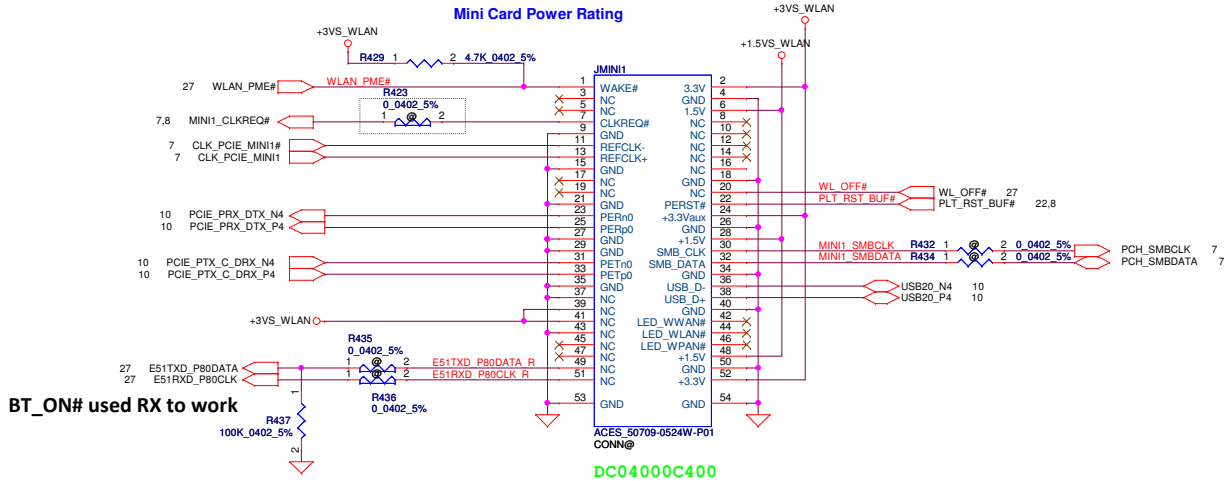 Mini Card Power Rating
+3VS_WLAN
+3VS_WLAN
+1.5VS_WLAN
R429 1 2 4.7K_0402_5%
JMINI1
27 WLAN_PME# WLAN_PME# 1 WAKE# 3.3V 2
R423 3 NC GND 4
0_0402_5% 5 NC 1.5V 6
7,8 MINI1_CLKREQ# 1 @ 2 7 CLKREQ# NC 8
9 GND NC 10
7 CLK_PCIE_MINI1# 11 REFCLK- NC 12
7 CLK_PCIE_MINI1 13 REFCLK+ NC 14
15 GND NC 16
17 NC GND 18
19 NC NC 20 WL_OFF# WL_OFF# 27
21 GND PERST# 22 PLT_RST_BUF# PLT_RST_BUF# 22,8
10 PCIE_PRX_DTX_N4 23 PERn0 +3.3Vaux 24
10 PCIE_PRX_DTX_P4 25 PERp0 GND 26
27 GND +1.5V 28
29 GND SMB_CLK 30 MINI1_SMBCLK R432 1 @ 2 0_0402_5% PCH_SMBCLK 7
10 PCIE_PTX_C_DRX_N4 31 PETn0 SMB_DATA 32 MINI1_SMBDATA R434 1 @ 2 0_0402_5% PCH_SMBDATA 7
10 PCIE_PTX_C_DRX_P4 33 PETp0 GND 34
35 GND USB_D- 36 USB20_N4 10
37 NC USB_D+ 38 USB20_P4 10
39 NC GND 40
+3VS_WLAN 41 NC LED_WWAN# 42
43 NC LED_WLAN# 44
R435 45 NC LED_WPAN# 46
0_0402_5% 47 NC +1.5V 48
27 E51TXD_P80DATA 1 @ 2 E51TXD_P80DATA_R 49 NC GND 50
27 E51RXD_P80CLK 1 @ 2 E51RXD_P80CLK_R 51 NC +3.3V 52
R436
0_0402_5%
53 GND GND 54
BT_ON# used RX to work
1
R437
100K_0402_5%
2
ACES_50709-0524W-P01
CONN@
DC04000C400